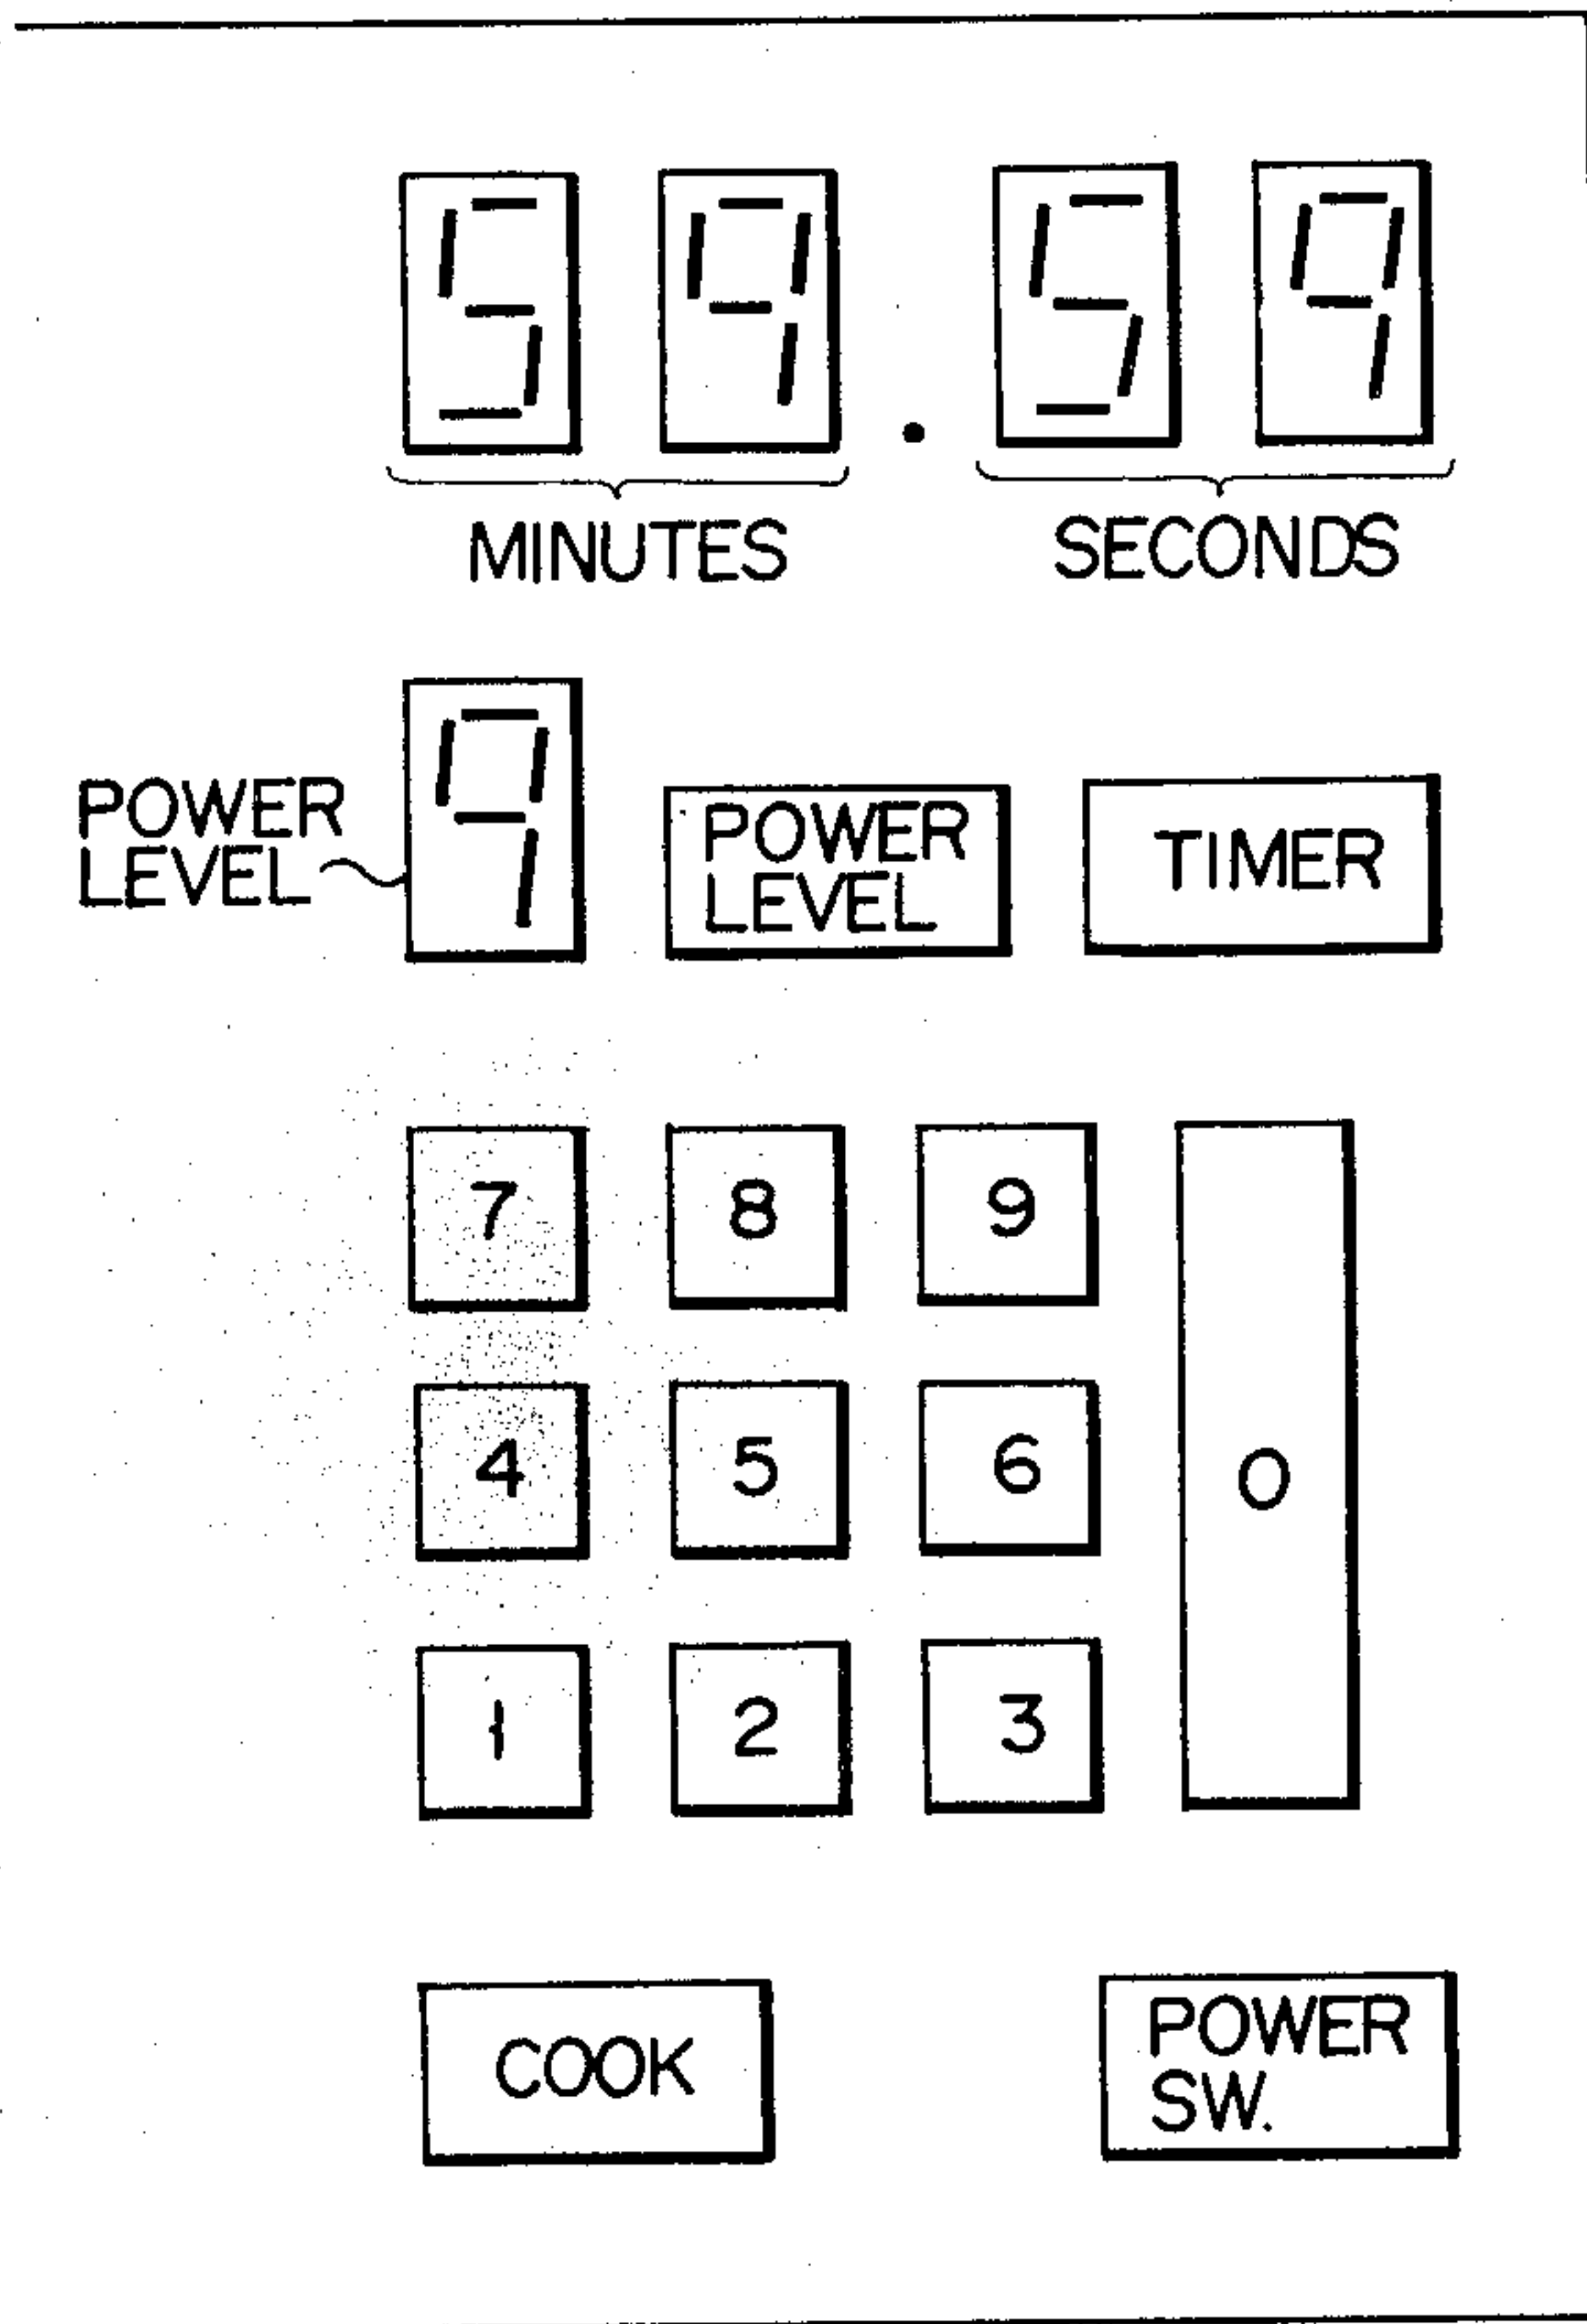 59.59
MINUTES SECONDS
POWER
LEVEL
9
POWER
LEVEL
TIMER
7 8 9
4 5 6 0
1 2 3
COOK
POWER
SW.